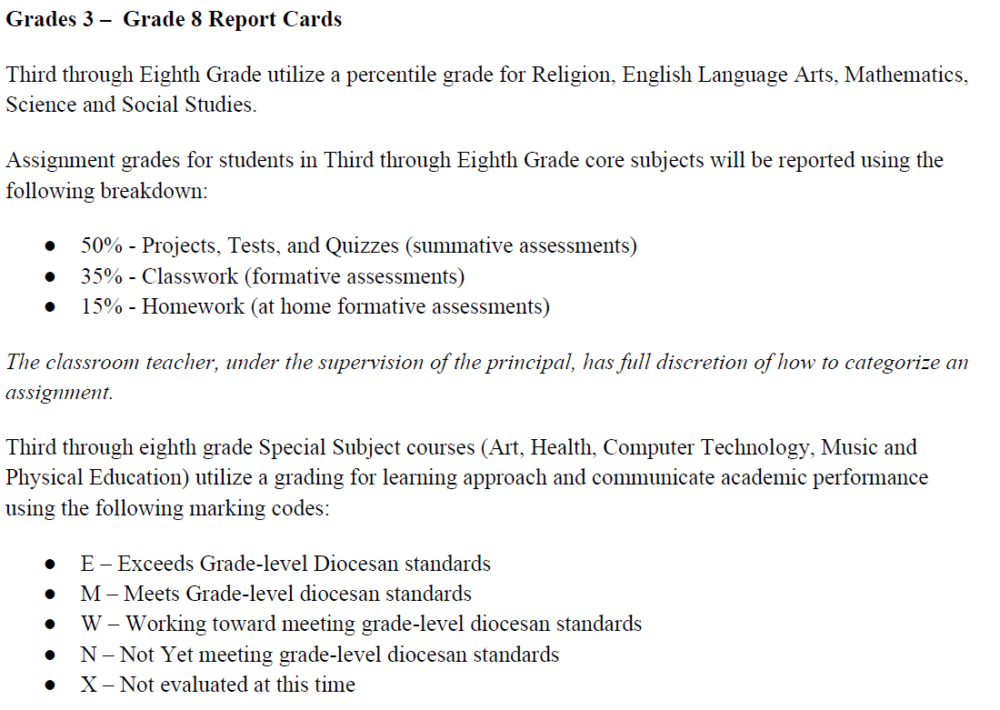 Grades 3 –  Grade 8 Report Cards
Third through Eighth Grade utilize a percentile grade for Religion, English Language Arts, Mathematics,
Science and Social Studies.
Assignment grades for students in Third through Eighth Grade core subjects will be reported using the
following breakdown:
● 50% - Projects, Tests, and Quizzes (summative assessments)
● 35% - Classwork (formative assessments)
● 15% - Homework (at home formative assessments)
The classroom teacher, under the supervision of the principal, has full discretion of how to categorize an
assignment.
Third through eighth grade Special Subject courses (Art, Health, Computer Technology, Music and
Physical Education) utilize a grading for learning approach and communicate academic performance
using the following marking codes:
● E – Exceeds Grade-level Diocesan standards
● M – Meets Grade-level diocesan standards
● W – Working toward meeting grade-level diocesan standards
● N – Not Yet meeting grade-level diocesan standards
● X – Not evaluated at this time